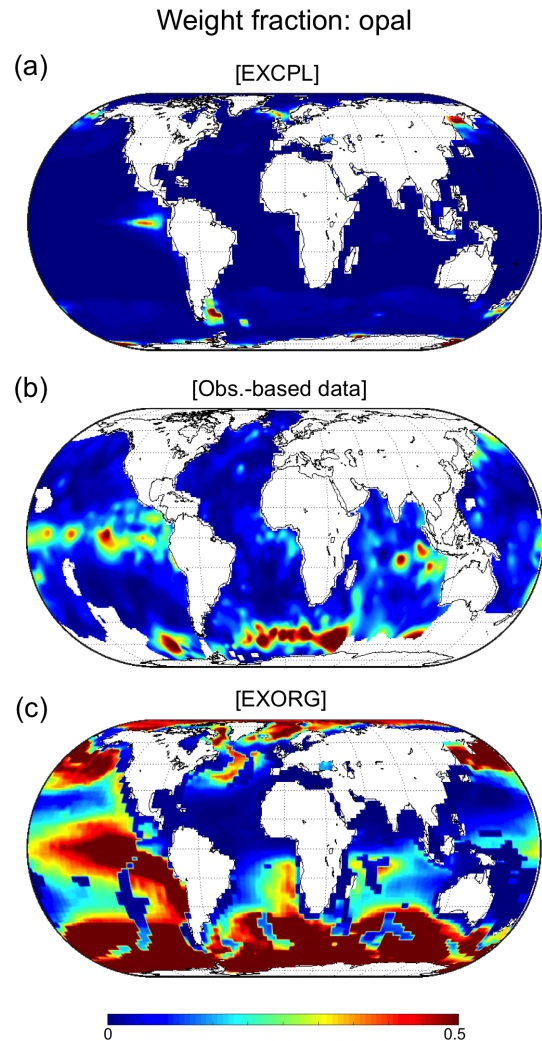 Weight fraction: opal
(a)
[EXCPL]
(b)
[Obs.-based data]
(c)
[EXORG]
0
0.5